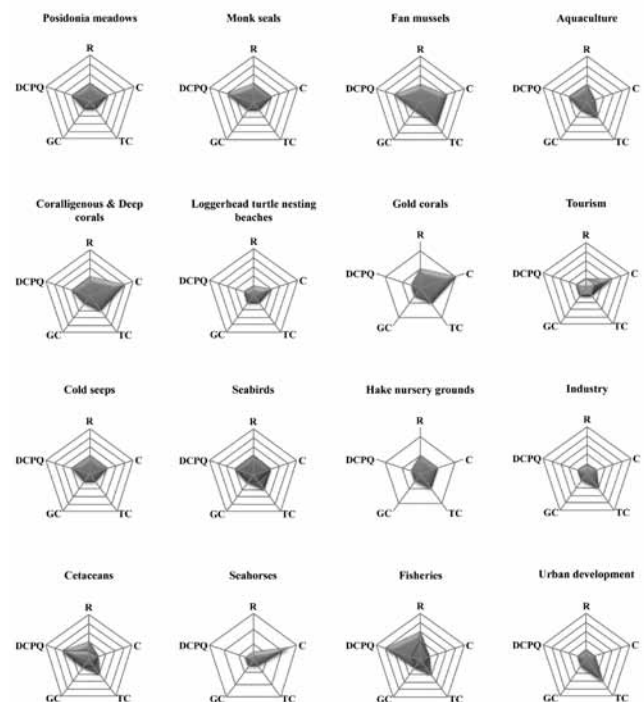 Posidonia meadows
R
DCPQ
C
GC
TC
Monk seals
R
DCPQ
C
GC
TC
Fan mussels
R
DCPQ
C
GC
TC
Aquaculture
R
DCPQ
C
GC
TC
Coralligenous & Deep
corals
R
DCPQ
C
GC
TC
Loggerhead turtle nesting
beaches
R
DCPQ
C
GC
TC
Gold corals
R
DCPQ
C
GC
TC
Tourism
R
DCPQ
C
GC
TC
Cold seeps
R
DCPQ
C
GC
TC
Seabirds
R
DCPQ
C
GC
TC
Hake nursery grounds
R
DCPQ
C
GC
TC
Industry
R
DCPQ
C
GC
TC
Cetaceans
R
DCPQ
C
GC
TC
Seahorses
R
DCPQ
C
GC
TC
Fisheries
R
DCPQ
C
GC
TC
Urban development
R
DCPQ
C
GC
TC